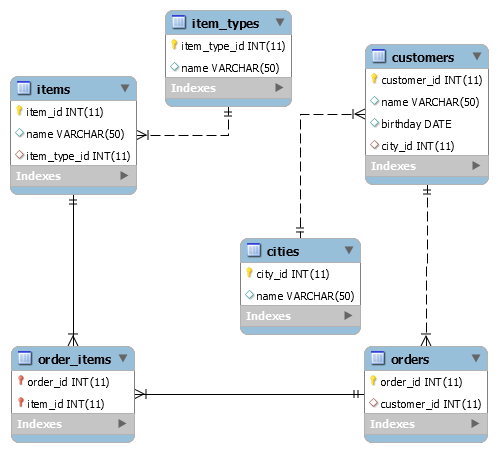 item_types
item_type_id INT(11)
name VARCHAR(50)
Indexes
items
item_id INT(11)
name VARCHAR(50)
item_type_id INT(11)
Indexes
customers
customer_id INT(11)
name VARCHAR(50)
birthday DATE
city_id INT(11)
Indexes
cities
city_id INT(11)
name VARCHAR(50)
Indexes
order_items
order_id INT(11)
item_id INT(11)
Indexes
orders
order_id INT(11)
customer_id INT(11)
Indexes